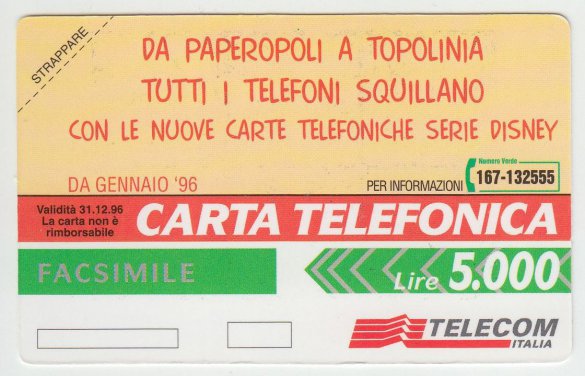 STRAPPARE
DA PAPEROPOLI A TOPOLINIA
TUTTI I TELEFONI SQUILLANO
CON LE NUOVE CARTE TELEFONICHE SERIE DISNEY
DA GENNAIO '96
PER INFORMAZIONI
Numero Verde
167-132555
Validità 31.12.96
La carta non è
rimborsabile
CARTA TELEFONICA
FACSIMILE
Lire 5.000
TELECOM
ITALIA